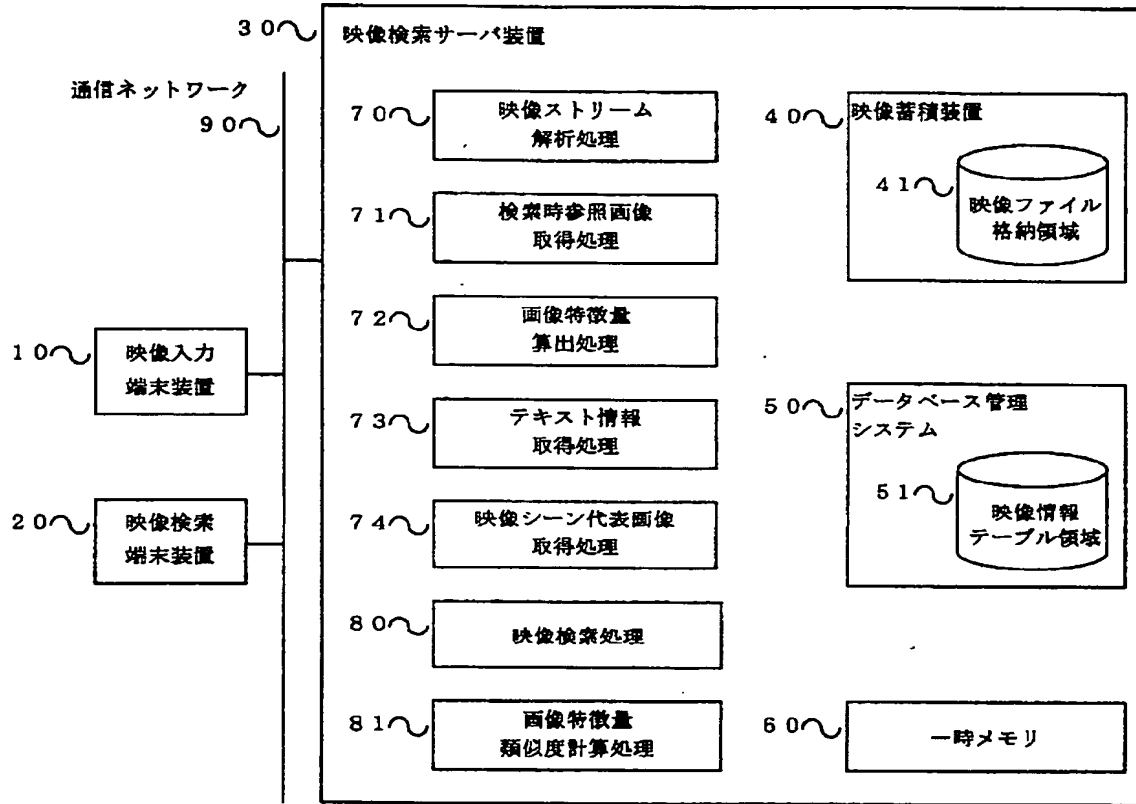 30
映像検索サーバ装置
通信ネットワーク
90
70
映像ストリーム
解析処理
71
検索時参照画像
取得処理
72
画像特徴量
算出処理
73
テキスト情報
取得処理
74
映像シーン代表画像
取得処理
80
映像検索処理
81
画像特徴量
類似度計算処理
40
映像蓄積装置
41
映像ファイル
格納領域
50
データベース管理
システム
51
映像情報
テーブル領域
60
一時メモリ
10
映像入力
端末装置
20
映像検索
端末装置